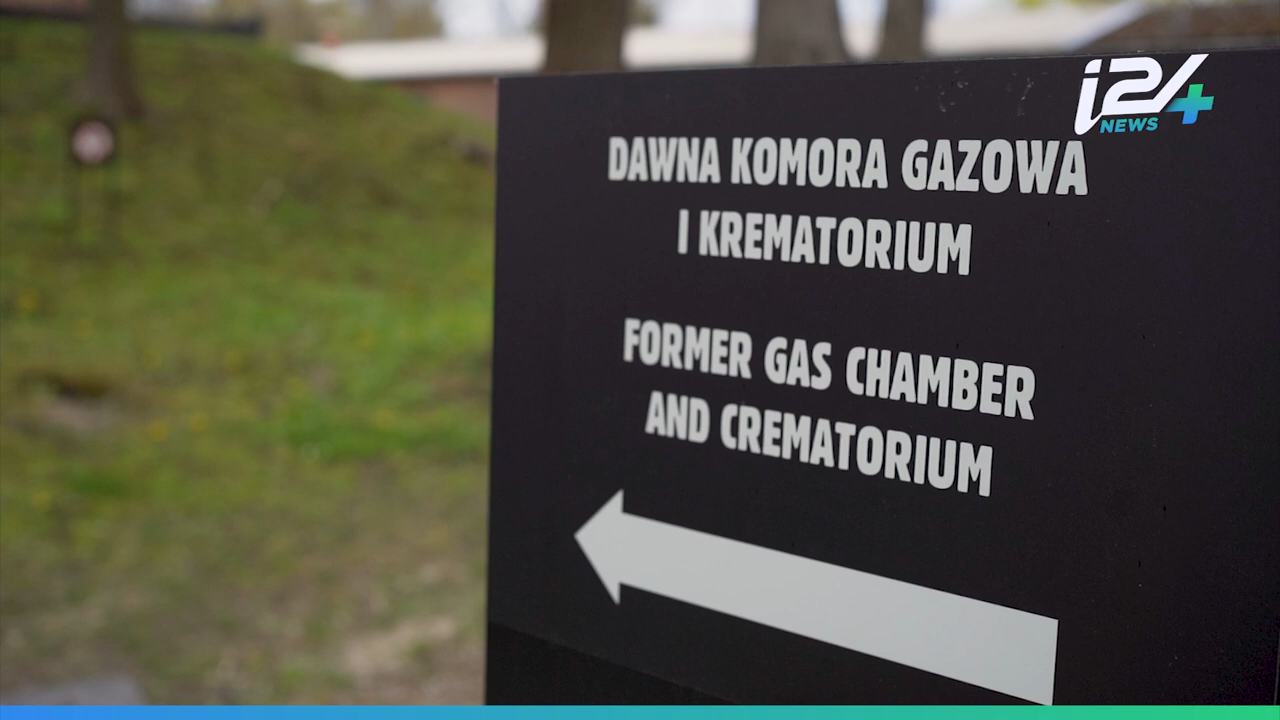 i24
NEWS
DAWNA KOMORA GAZOWA
I KREMATORIUM
FORMER GAS CHAMBER
AND CREMATORIUM